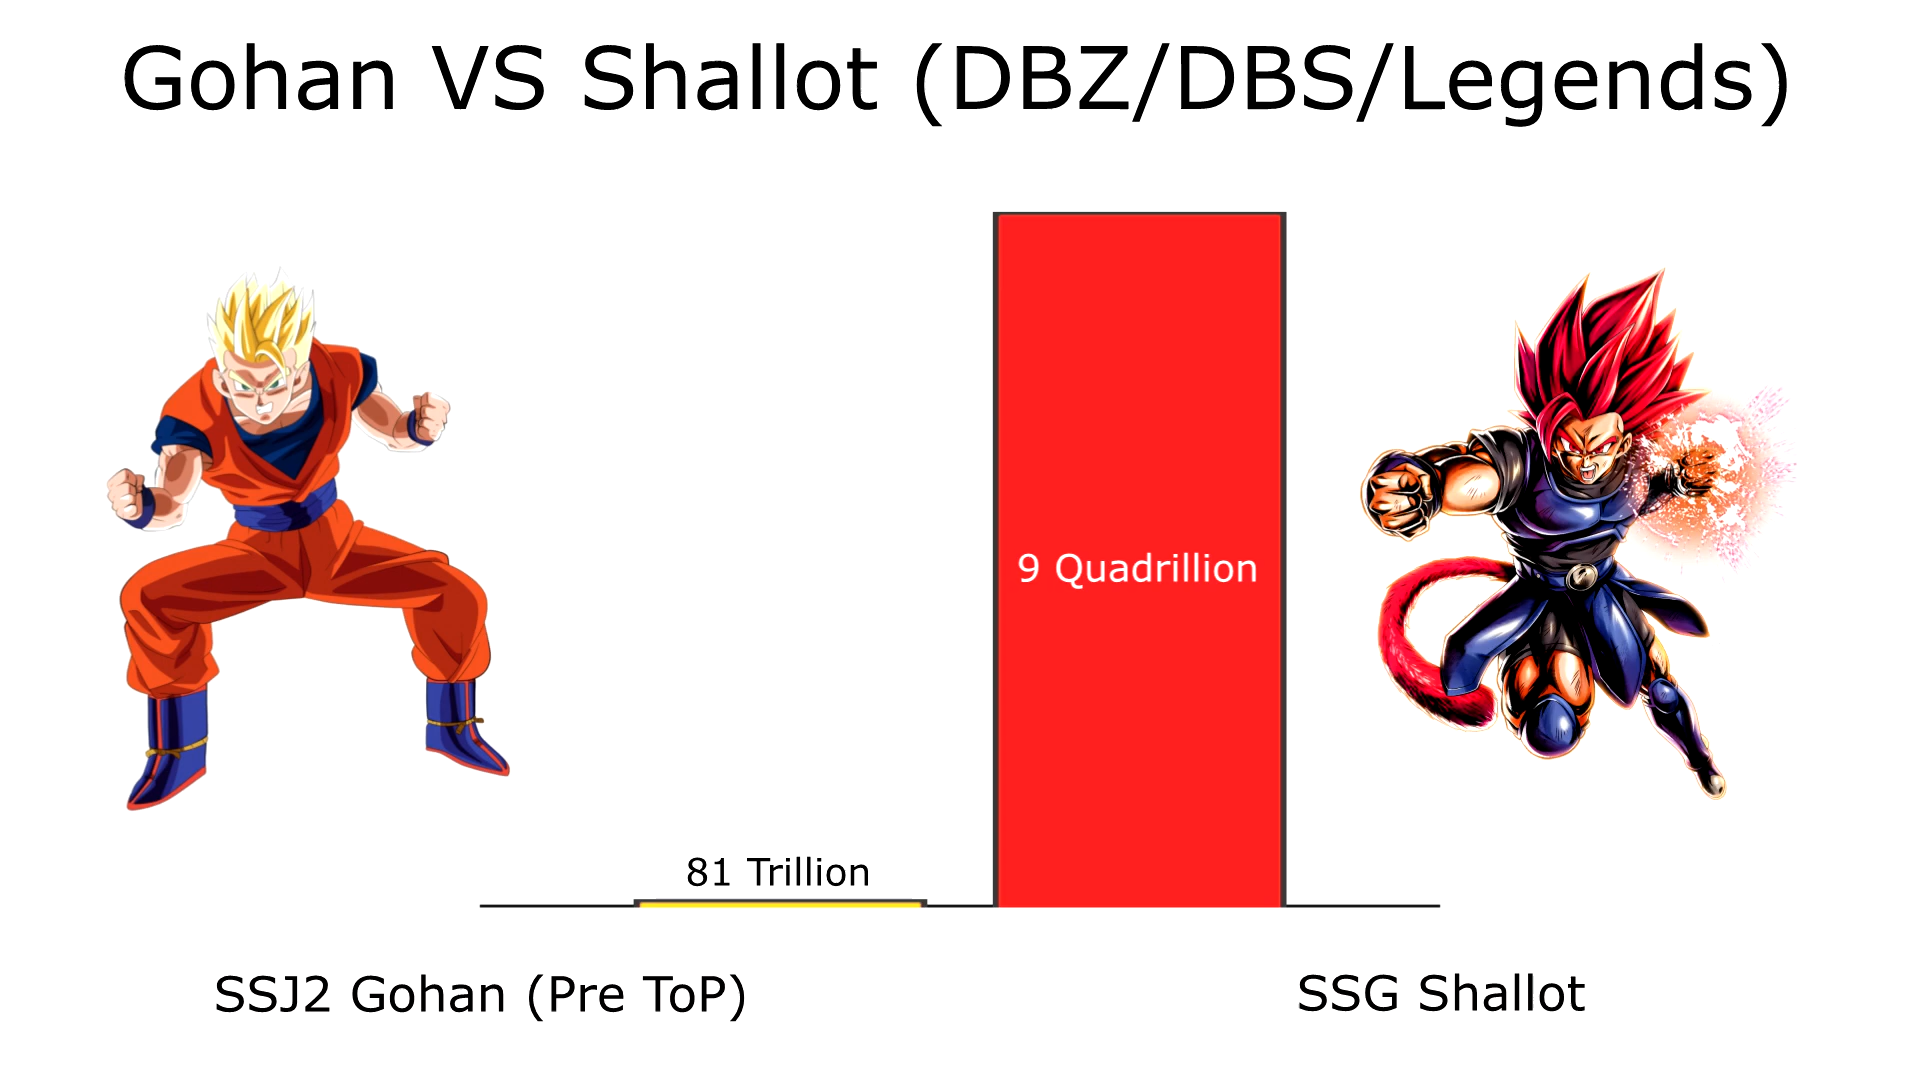 Gohan VS Shallot (DBZ/DBS/Legends)
9 Quadrillion
81 Trillion
SSJ2 Gohan (Pre ToP)
SSG Shallot